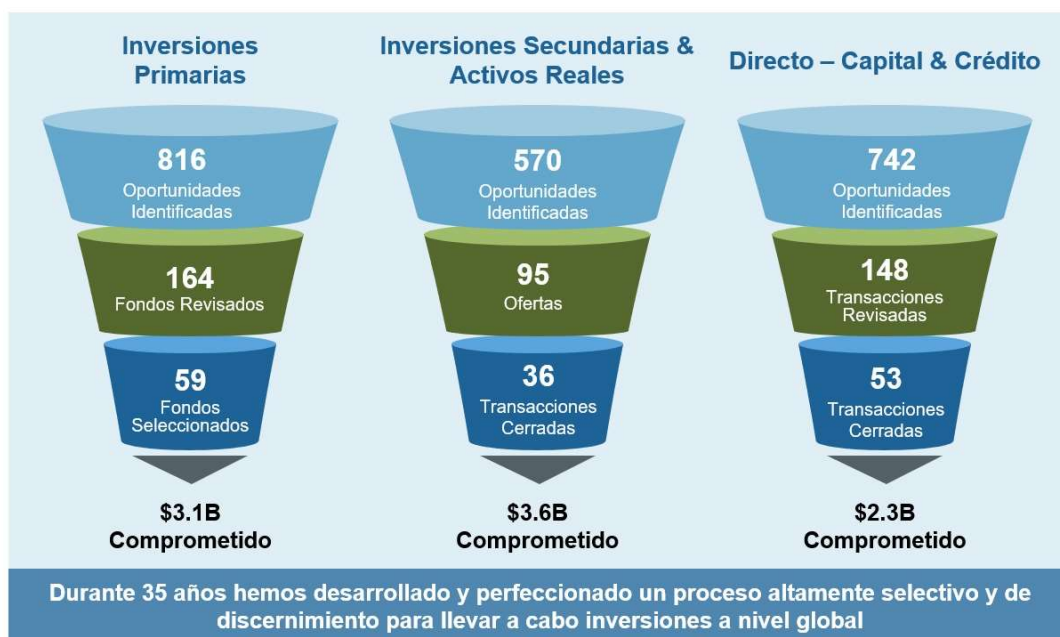 Inversiones
Primarias
816
Oportunidades
Identificadas
164
Fondos Revisados
59
Fondos
Seleccionados
$3.1B
Comprometido
Inversiones Secundarias &
Activos Reales
570
Oportunidades
Identificadas
95
Ofertas
36
Transacciones
Cerradas
$3.6B
Comprometido
Directo – Capital & Crédito
742
Oportunidades
Identificadas
148
Transacciones
Revisadas
53
Transacciones
Cerradas
$2.3B
Comprometido
Durante 35 años hemos desarrollado y perfeccionado un proceso altamente selectivo y de
discernimiento para llevar a cabo inversiones a nivel global